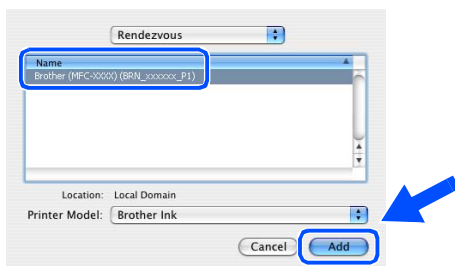 Rendezvous
Name
Brother (MFC-XXXX) (BRN_xxxxxx_P1)
Location: Local Domain
Printer Model: Brother Ink
Cancel Add